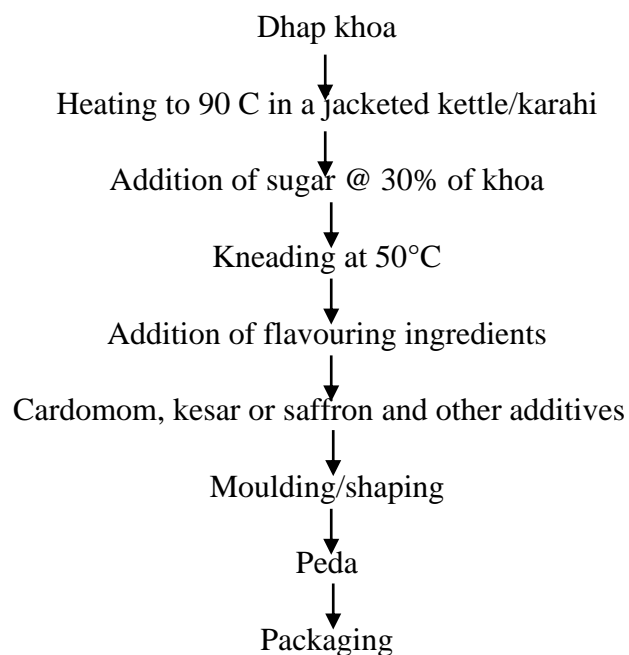 Dhap khoa
Heating to 90 C in a jacketed kettle/karahi
Addition of sugar @ 30% of khoa
Kneading at 50°C
Addition of flavouring ingredients
Cardomom, kesar or saffron and other additives
Moulding/shaping
Peda
Packaging